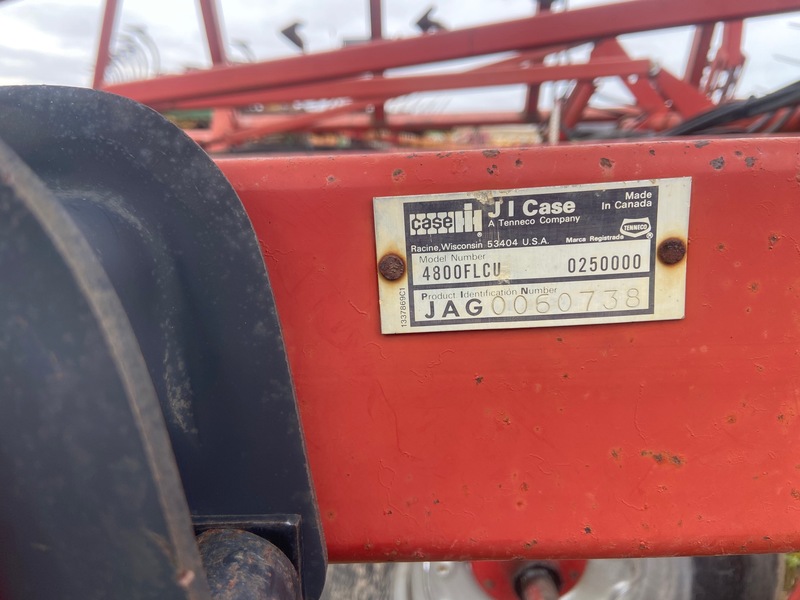 case IH ®
J I Case
A Tenneco Company
Made
In Canada
TENNECO
Racine, Wisconsin 53404 U.S.A.
Marca Registrada
Model Number
4800FLCU 0250000
Product Identification Number
JAG0060738
1337869C1